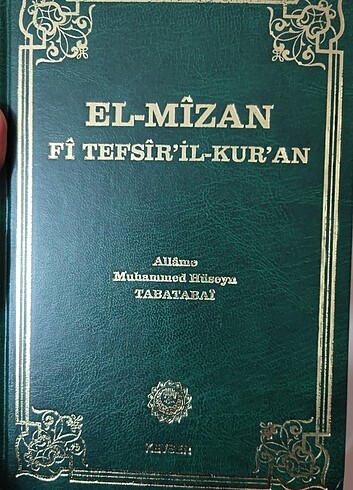 EL-MÎZAN
FÎ TEFSÎR'İL-KUR'AN
Allâme
Muhammed Hüseyn
TABATABAÎ
KEVSER